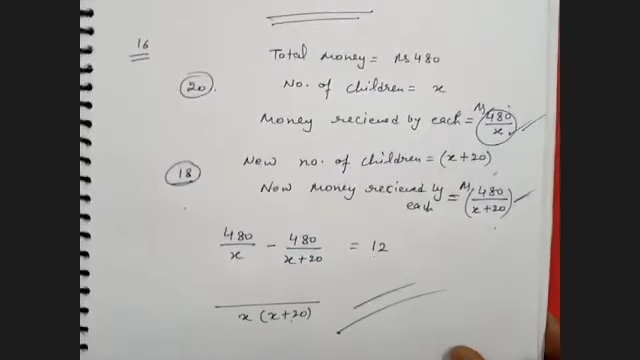 16
Total money = Rs 480
20.
No. of children = x
Money recieved by each = Rs 480/x
New no. of children = (x+20)
18
Now money recieved by each = Rs (480/x+20)
480/x - 480/x+20 = 12
x (x+20)